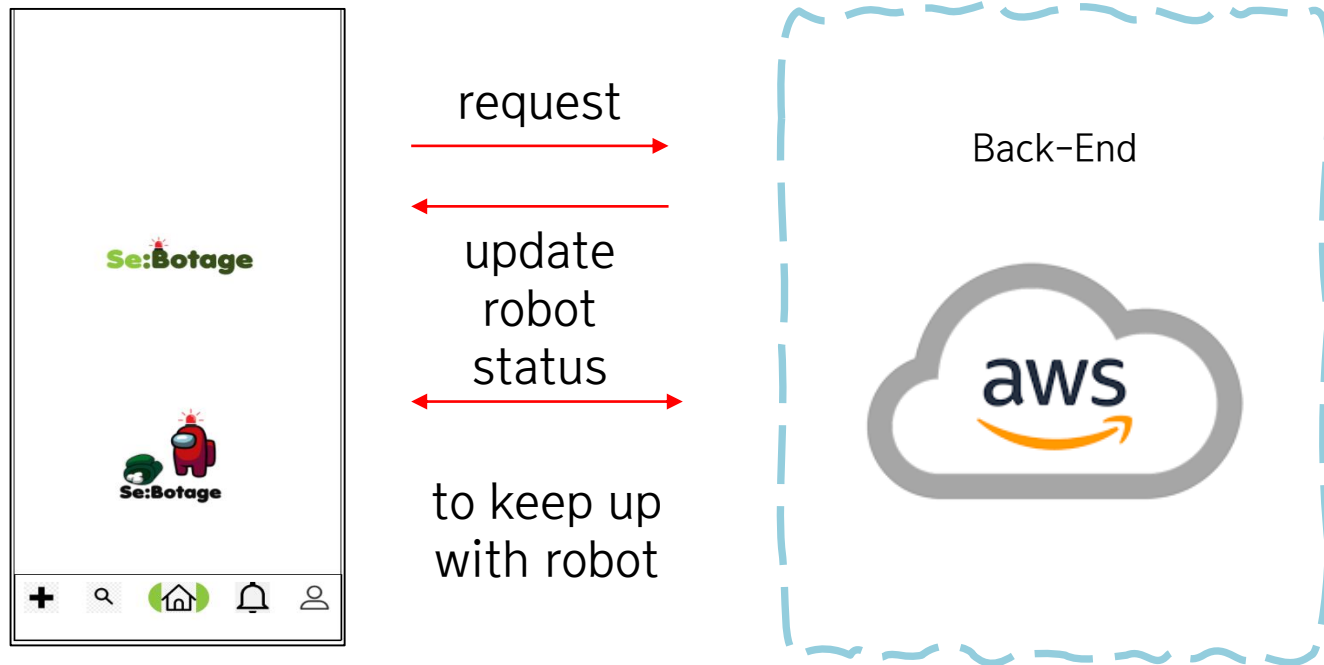 Se:Botage
Se:Botage
request
update
robot
status
to keep up
with robot
Back-End
aws